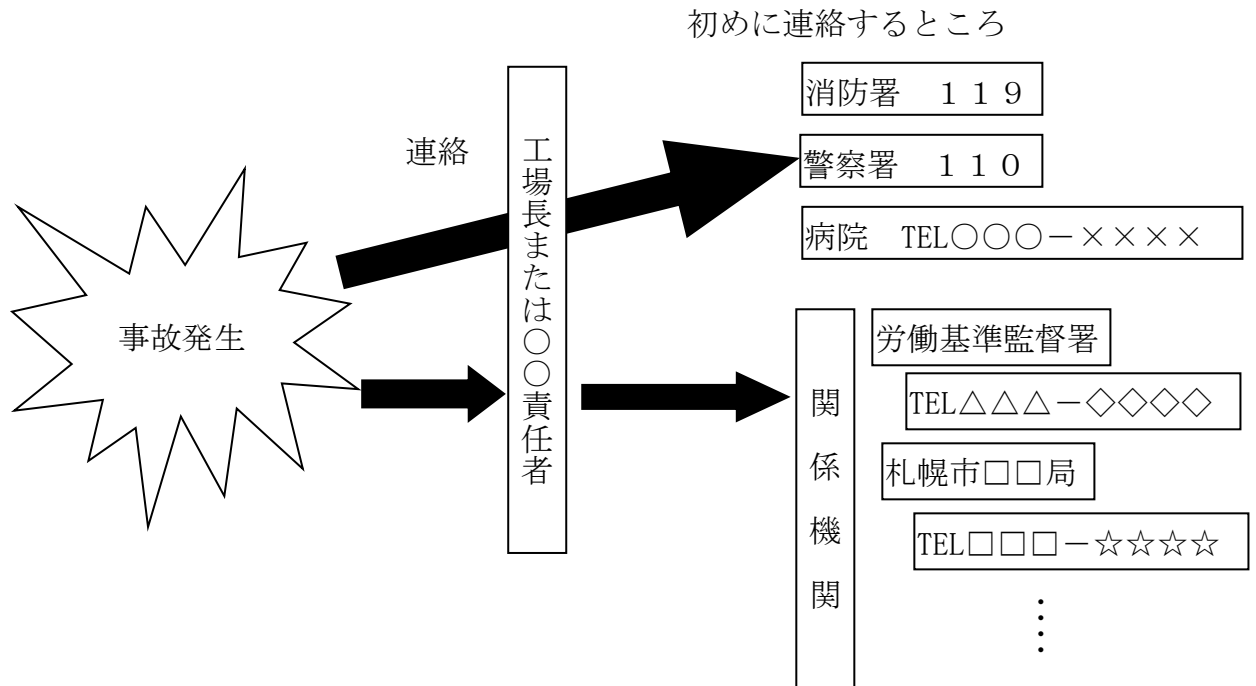 初めに連絡するところ
消防署　１１９
連絡
警察署　１１０
病院　TEL○○○－××××
工場長または○○責任者
事故発生
関係機関
労働基準監督署
TEL△△△－◇◇◇◇
札幌市□□局
TEL□□□－☆☆☆☆